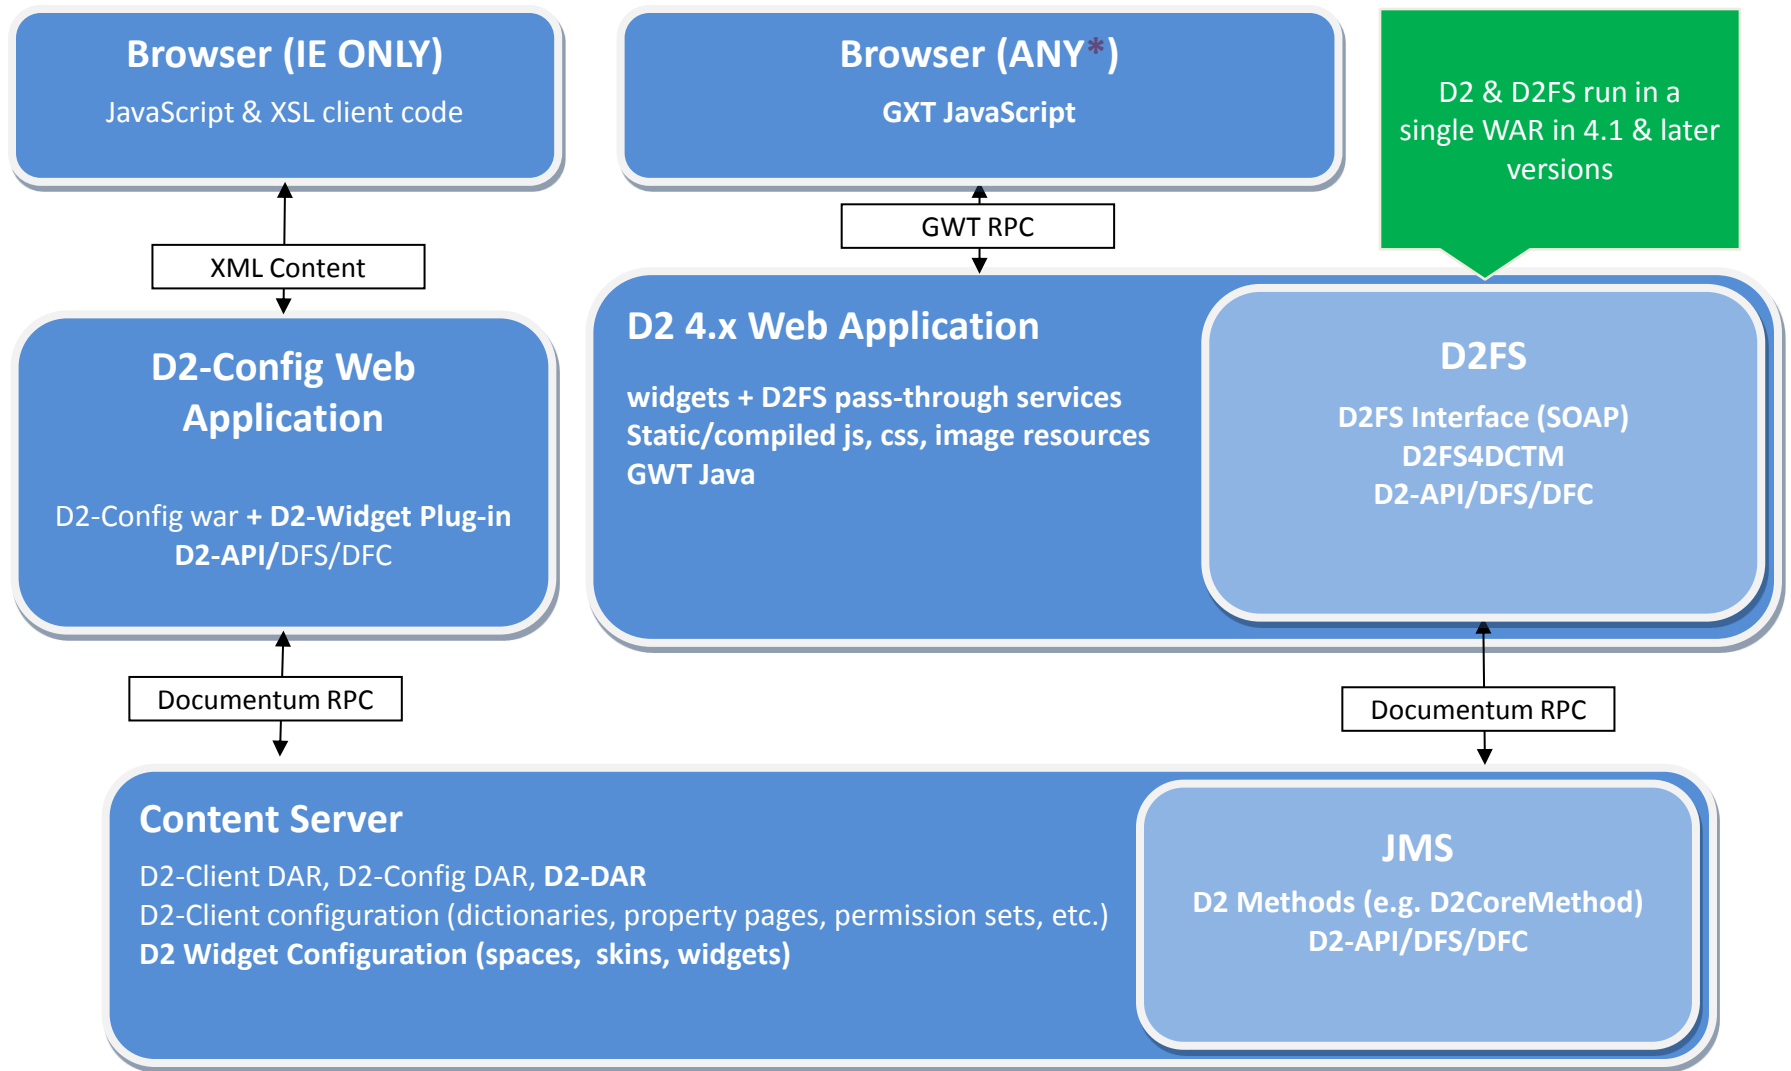 Browser (IE ONLY)
JavaScript & XSL client code
Browser (ANY*)
GXT JavaScript
D2 & D2FS run in a
single WAR in 4.1 & later
versions
XML Content
GWT RPC
D2-Config Web
Application
D2-Config war + D2-Widget Plug-in
D2-API/DFS/DFC
D2 4.x Web Application
widgets + D2FS pass-through services
Static/compiled js, css, image resources
GWT Java
D2FS
D2FS Interface (SOAP)
D2FS4DCTM
D2-API/DFS/DFC
Documentum RPC
Documentum RPC
Content Server
D2-Client DAR, D2-Config DAR, D2-DAR
D2-Client configuration (dictionaries, property pages, permission sets, etc.)
D2 Widget Configuration (spaces, skins, widgets)
JMS
D2 Methods (e.g. D2CoreMethod)
D2-API/DFS/DFC